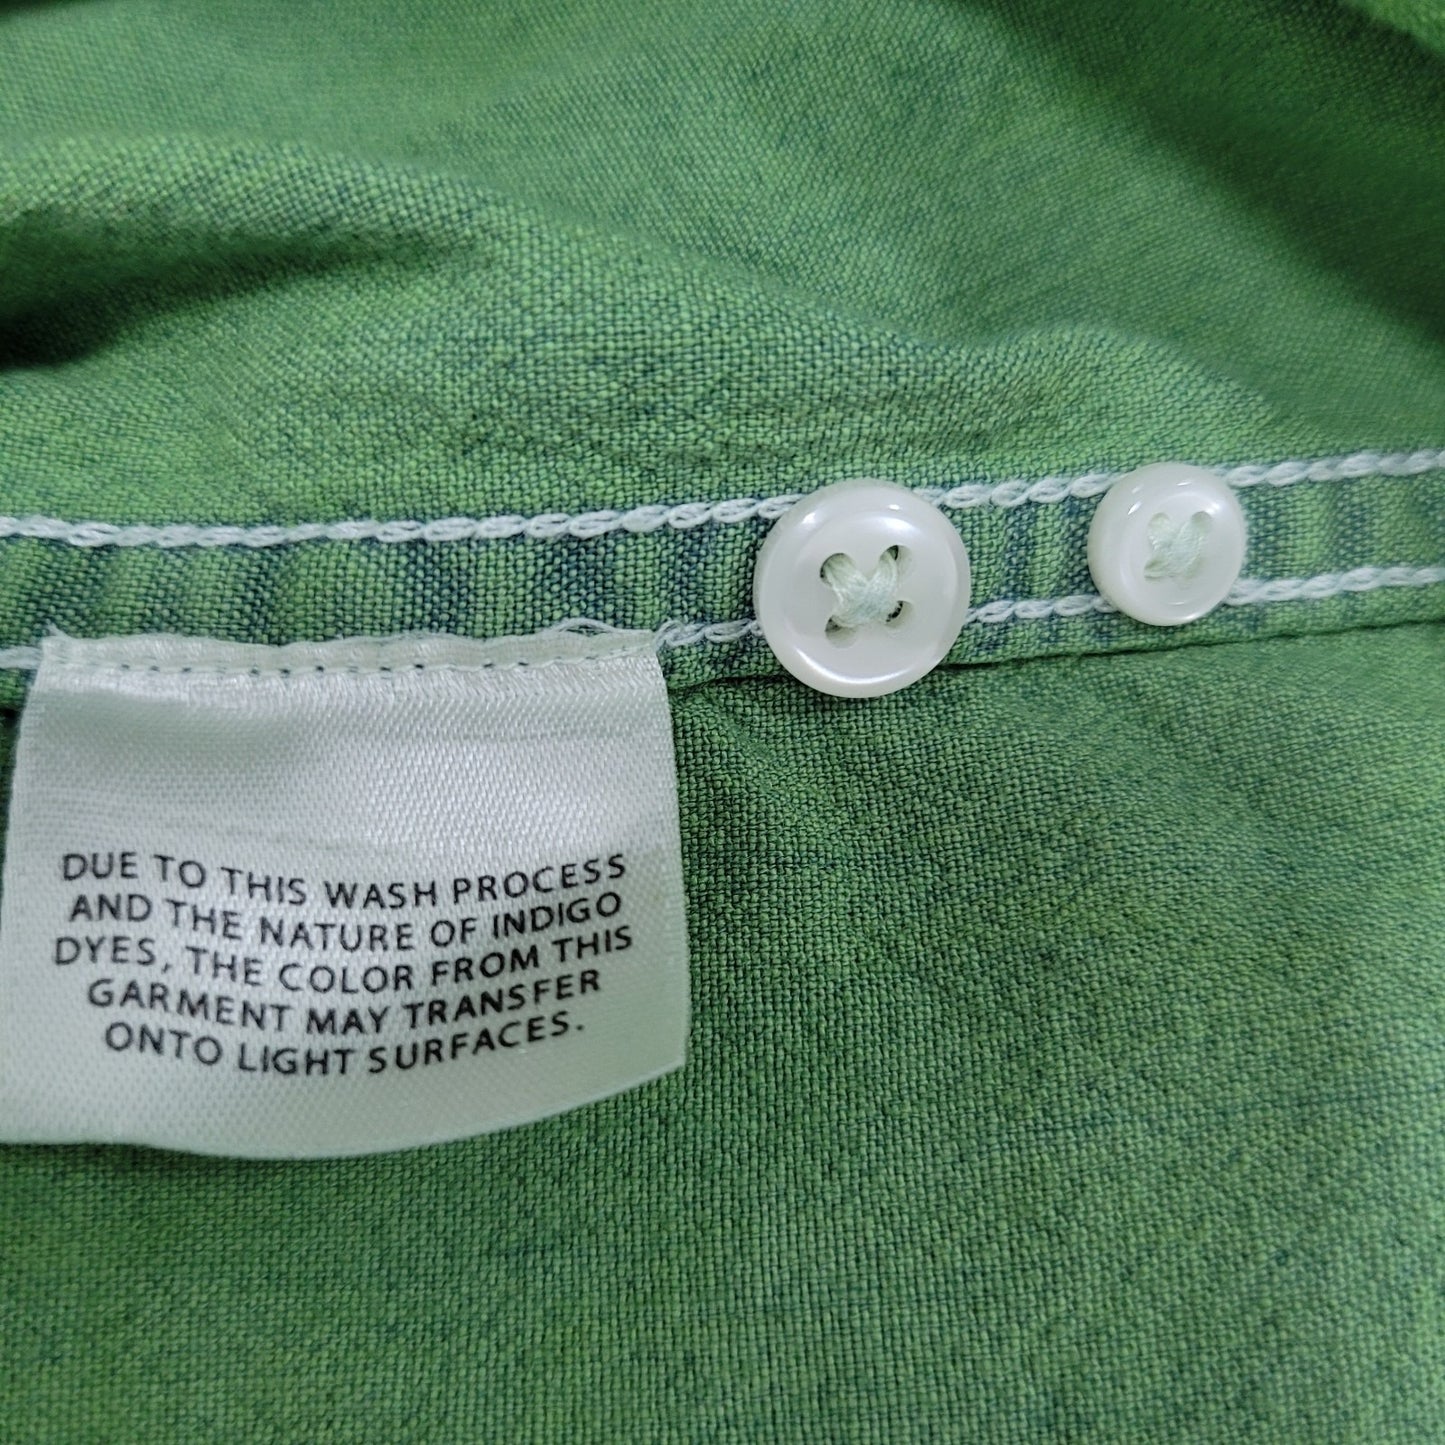 DUE TO THIS WASH PROCESS
AND THE NATURE OF INDIGO
DYES, THE COLOR FROM THIS
GARMENT MAY TRANSFER
ONTO LIGHT SURFACES.